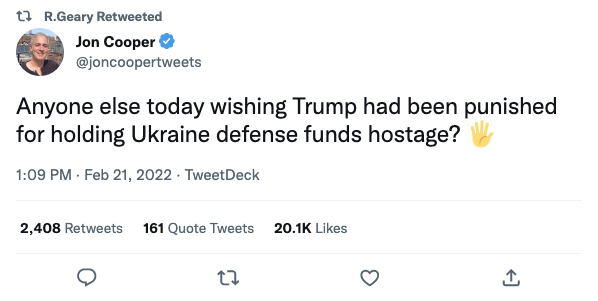 R.Geary Retweeted
Jon Cooper
@joncoopertweets
Anyone else today wishing Trump had been punished
for holding Ukraine defense funds hostage? 🖐
1:09 PM · Feb 21, 2022 · TweetDeck
2,408 Retweets 161 Quote Tweets 20.1K Likes